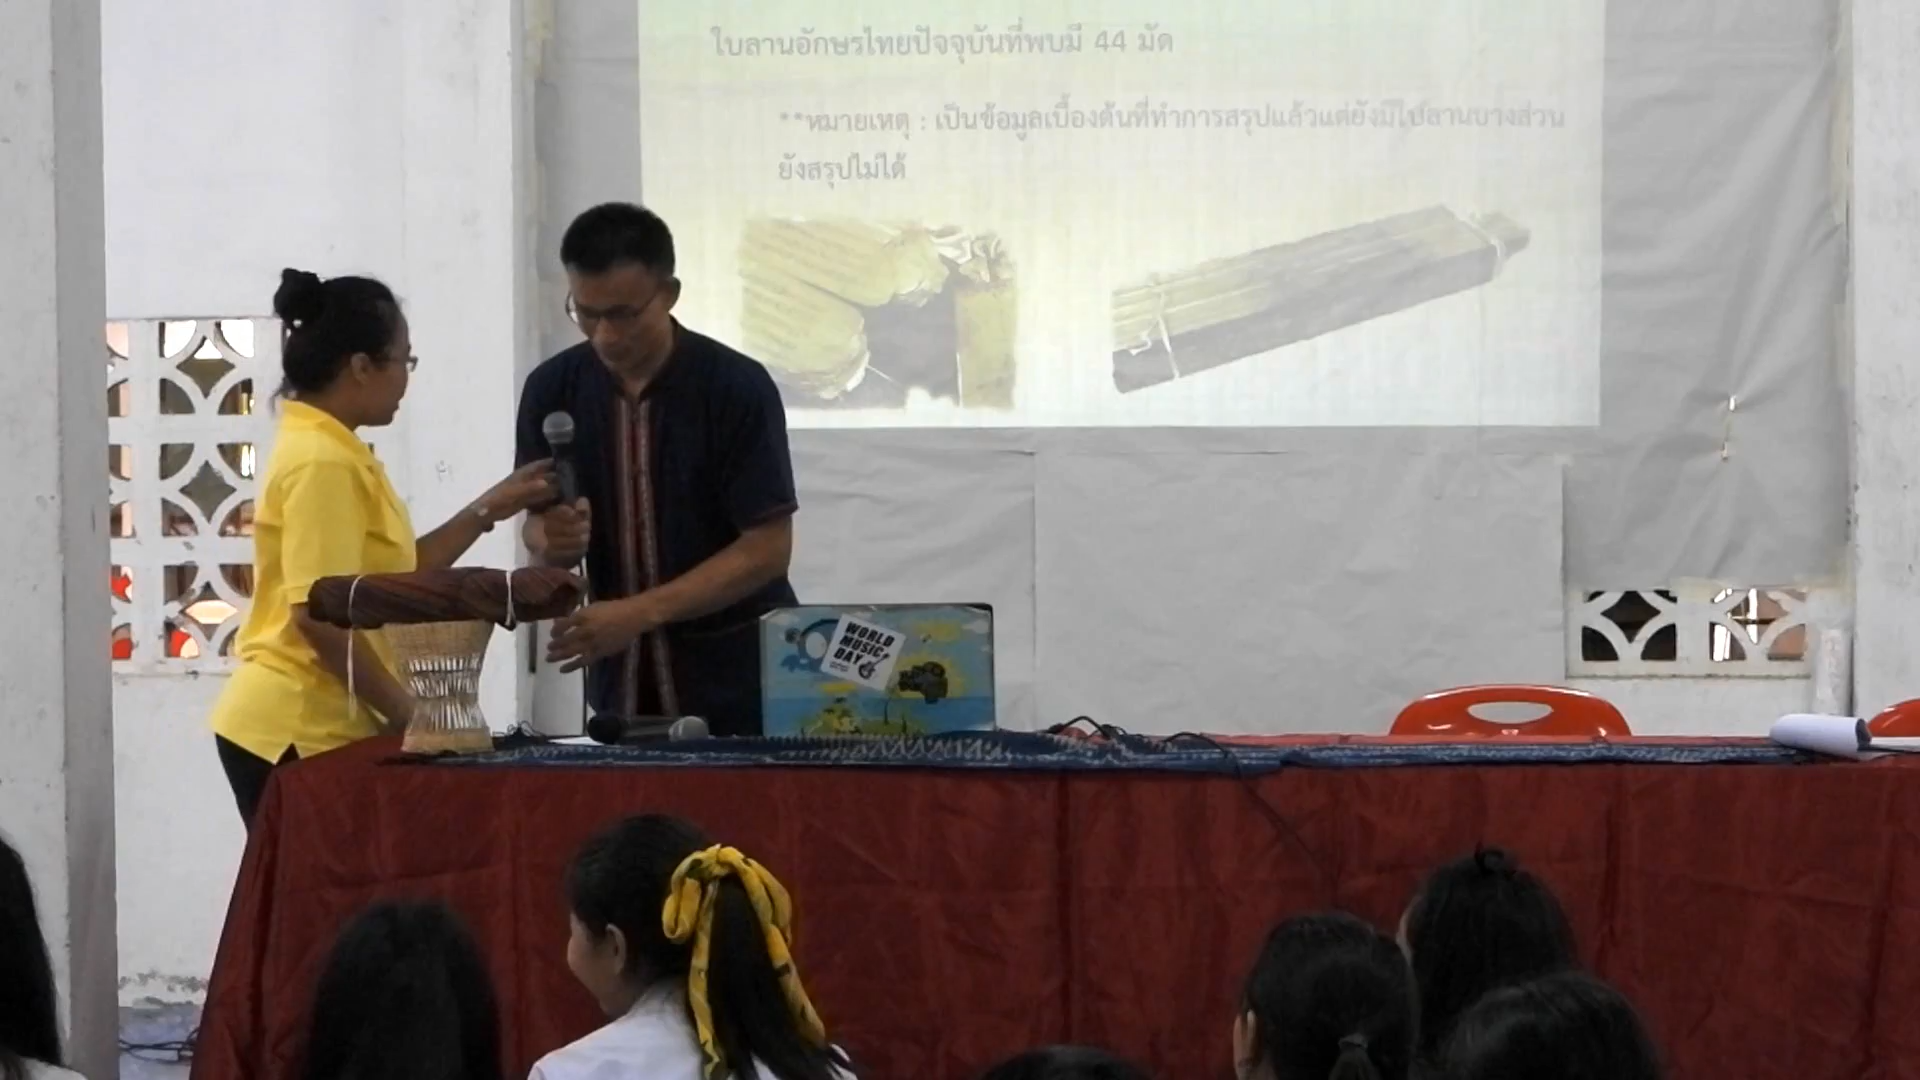 ใบลานอักษรไทยปัจจุบันที่พบมี 44 มัด
**หมายเหตุ : เป็นข้อมูลเบื้องต้นที่ทำการสรุปแล้วแต่ยังมีใบลานบางส่วน
ยังสรุปไม่ได้
WORLD
MUSIC
DAY